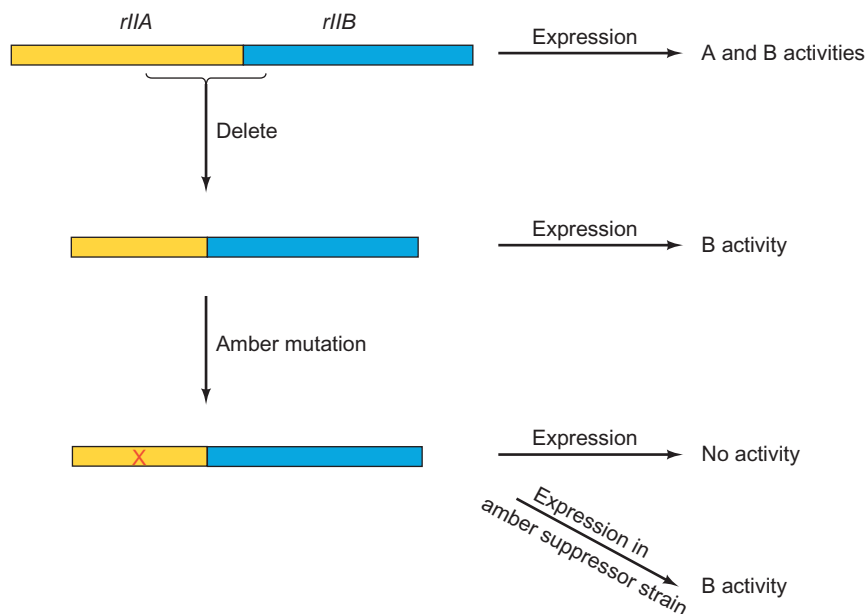 rIIA rIIB
Expression
A and B activities
Delete
Expression
B activity
Amber mutation
X
Expression
No activity
Expression in
amber suppressor strain
B activity